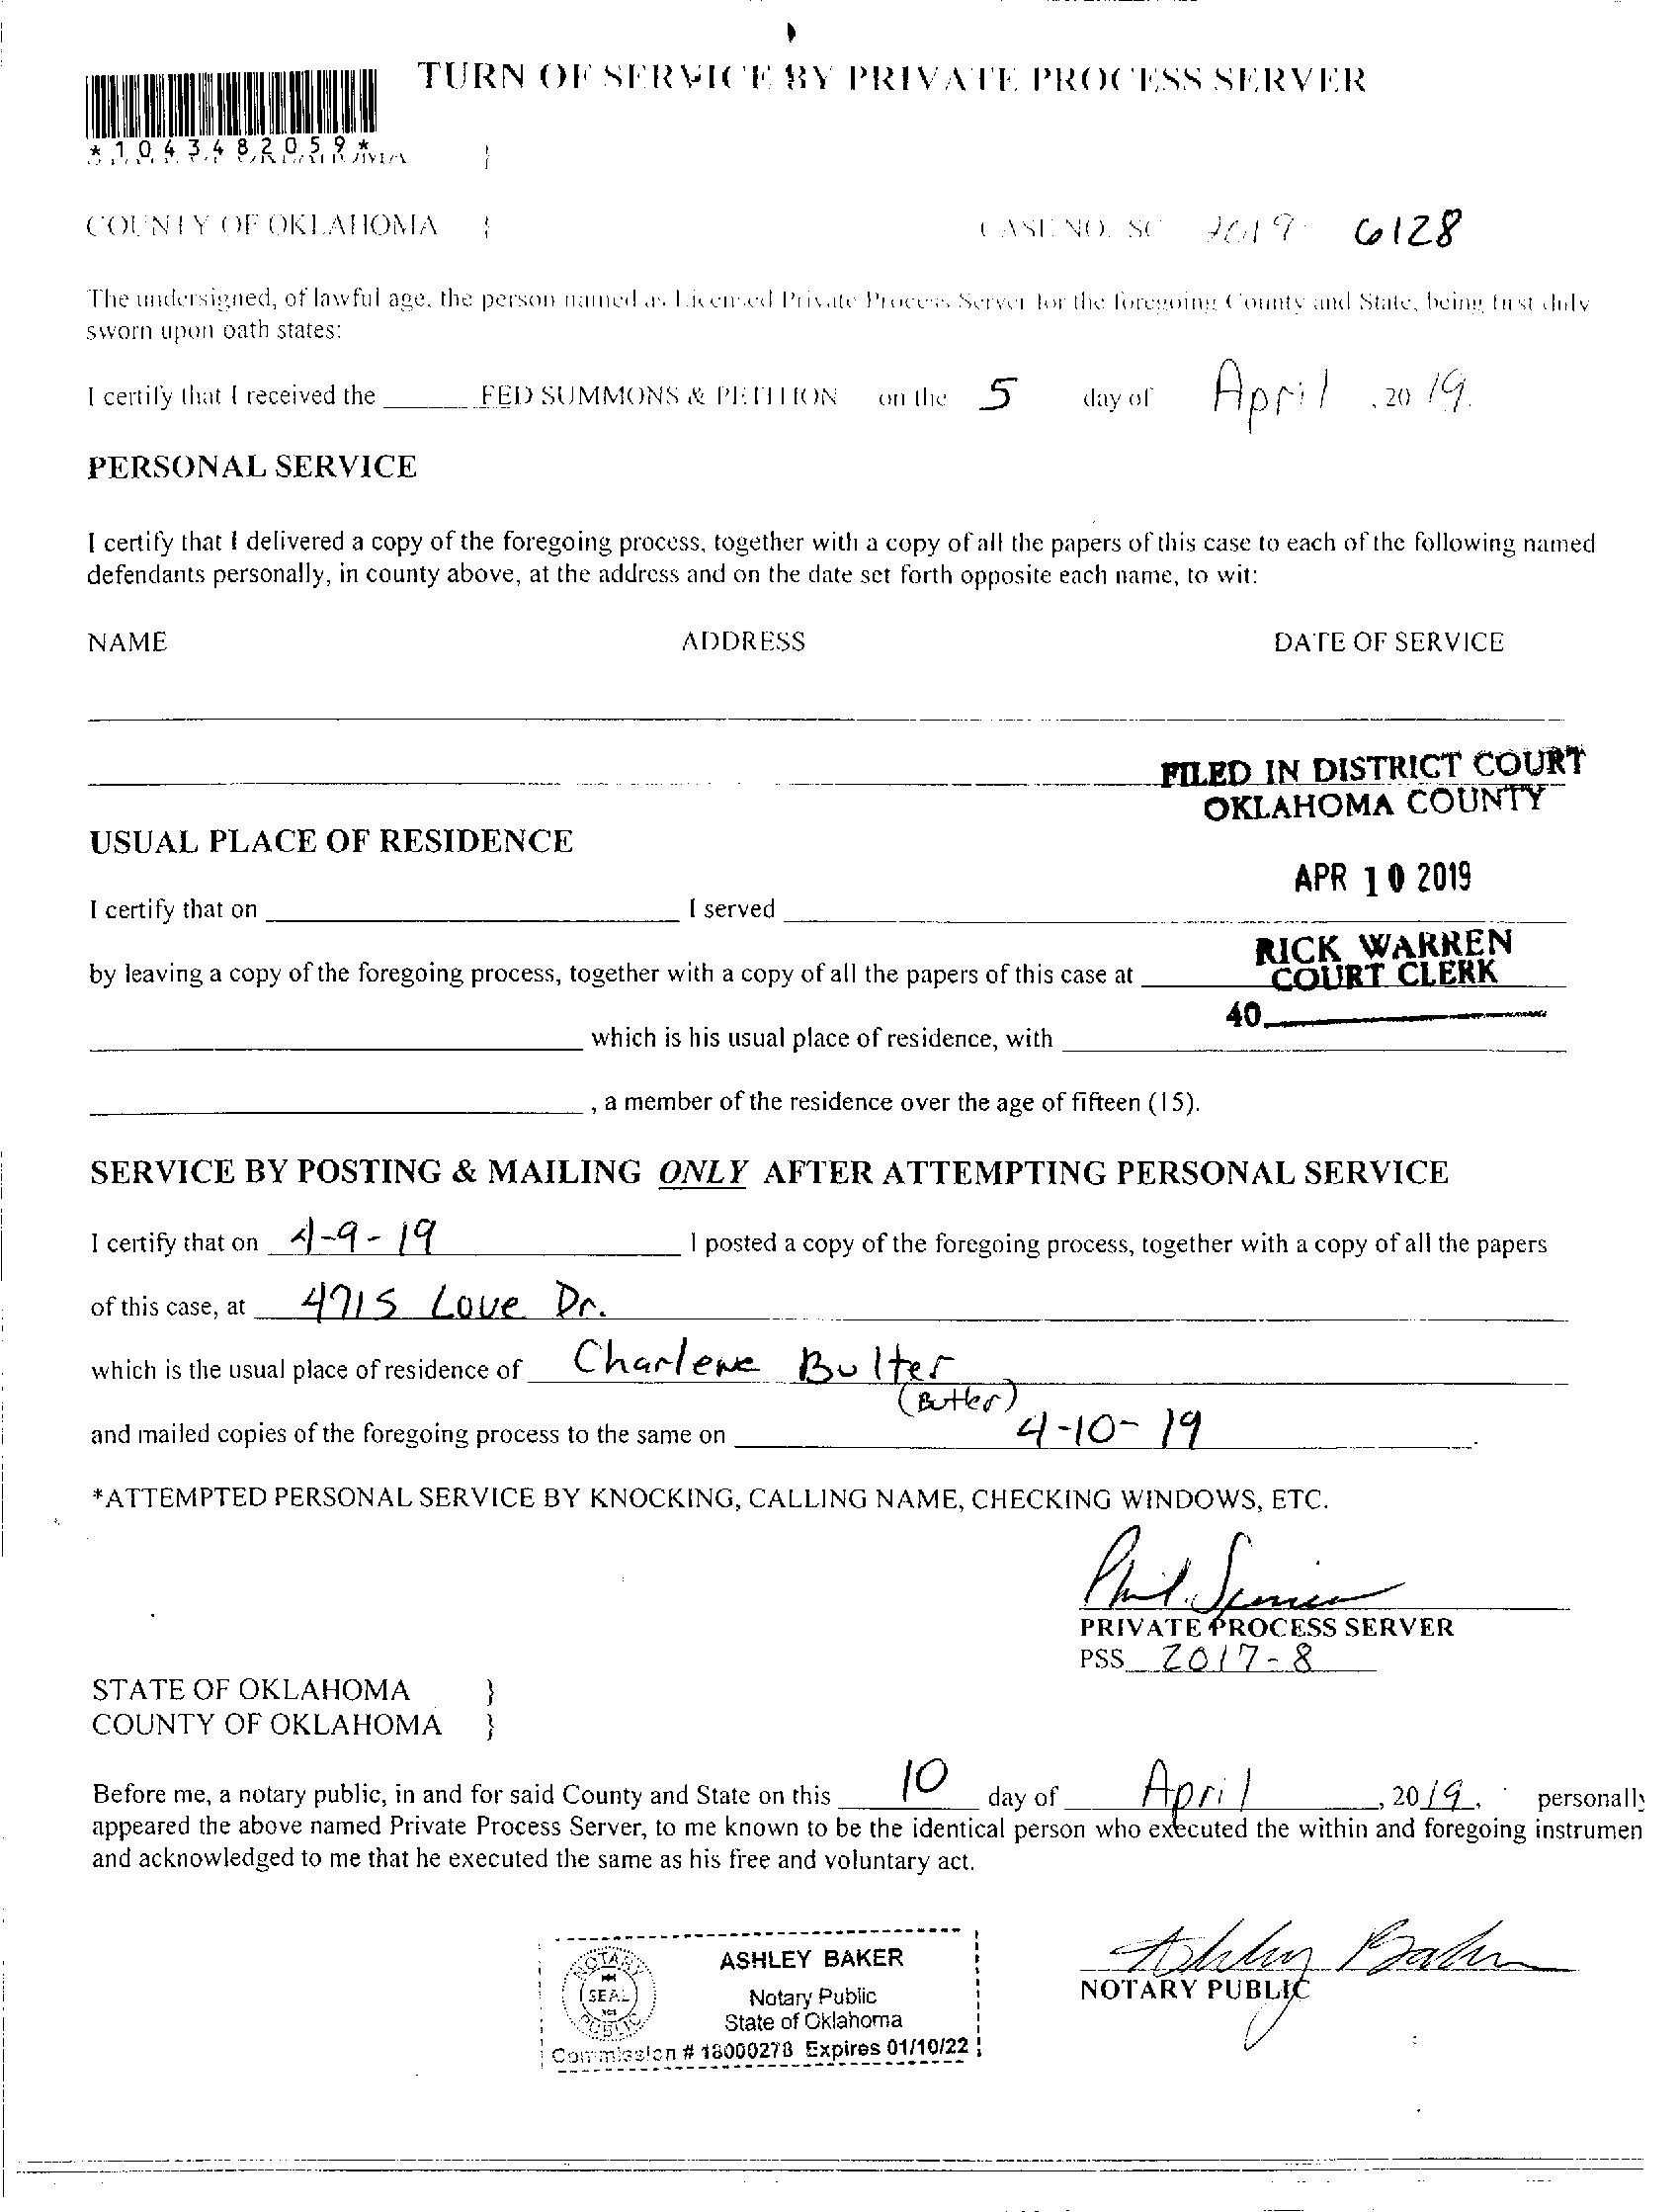 TURN OF SERVICE BY PRIVATE PROCESS SERVER
*1043482059*
COUNTY OF OKLAHOMA } CASE NO. SC 2019 6128
The undersigned, of lawful age, the person named as Licensed Private Process Server for the foregoing County and State, being first duly
sworn upon oath states:
I certify that I received the FED SUMMONS & PETITION on the 5 day of April , 20 19.
PERSONAL SERVICE
I certify that I delivered a copy of the foregoing process, together with a copy of all the papers of this case to each of the following named
defendants personally, in county above, at the address and on the date set forth opposite each name, to wit:
NAME ADDRESS DATE OF SERVICE
FILED IN DISTRICT COURT
OKLAHOMA COUNTY
USUAL PLACE OF RESIDENCE
APR 10 2019
I certify that on I served
RICK WARREN
by leaving a copy of the foregoing process, together with a copy of all the papers of this case at
COURT CLERK
40
which is his usual place of residence, with
, a member of the residence over the age of fifteen (15).
SERVICE BY POSTING & MAILING ONLY AFTER ATTEMPTING PERSONAL SERVICE
I certify that on 4-9-19 I posted a copy of the foregoing process, together with a copy of all the papers
of this case, at 4715 Love Dr.
which is the usual place of residence of Charlene Bulter
(Butler)
and mailed copies of the foregoing process to the same on 4-10-19
*ATTEMPTED PERSONAL SERVICE BY KNOCKING, CALLING NAME, CHECKING WINDOWS, ETC.
PRIVATE PROCESS SERVER
PSS 2017-8
STATE OF OKLAHOMA }
COUNTY OF OKLAHOMA }
Before me, a notary public, in and for said County and State on this 10 day of April , 2019, personally
appeared the above named Private Process Server, to me known to be the identical person who executed the within and foregoing instrumen
and acknowledged to me that he executed the same as his free and voluntary act.
NOTARY
SEAL
PUBLIC
ASHLEY BAKER
Notary Public
State of Oklahoma
Commission # 18000278 Expires 01/10/22
Ashley Baker
NOTARY PUBLIC